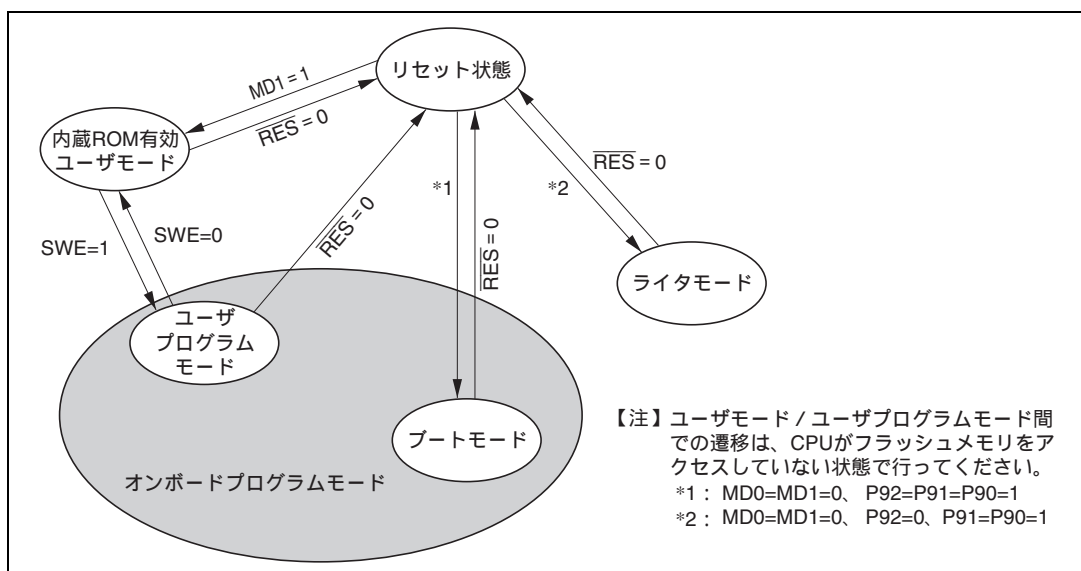 リセット状態
MD1 = 1
RES = 0
内蔵ROM有効
ユーザモード
SWE=1
SWE=0
RES = 0
*1
RES = 0
*2
RES = 0
ライタモード
ユーザ
プログラム
モード
ブートモード
オンボードプログラムモード
【注】ユーザモード / ユーザプログラムモード間
での遷移は、CPUがフラッシュメモリをア
クセスしていない状態で行ってください。
*1 : MD0=MD1=0、 P92=P91=P90=1
*2 : MD0=MD1=0、 P92=0、P91=P90=1